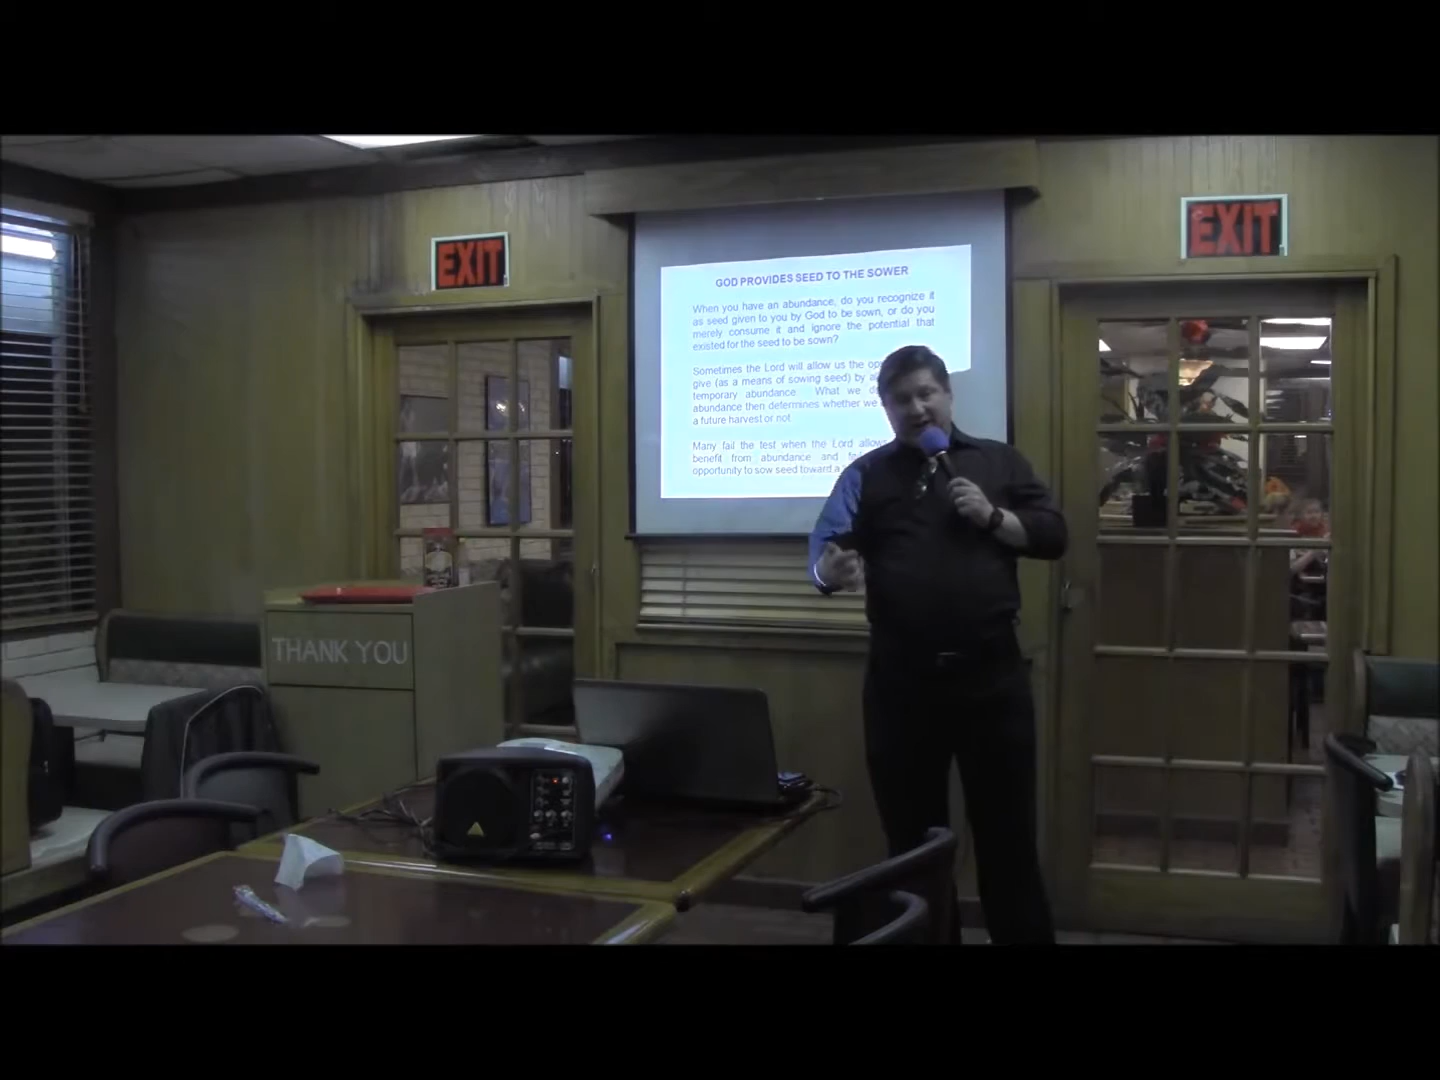 EXIT
EXIT
GOD PROVIDES SEED TO THE SOWER
When you have an abundance, do you recognize it
as seed given to you by God to be sown, or do you
merely consume it and ignore the potential that
existed for the seed to be sown?
Sometimes the Lord will allow us the
give (as a means of sowing seed) by
temporary abundance. What we
abundance then determines whether we
a future harvest or not.
Many fail the test when the Lord allows
benefit from abundance and
opportunity to sow seed toward a
THANK YOU